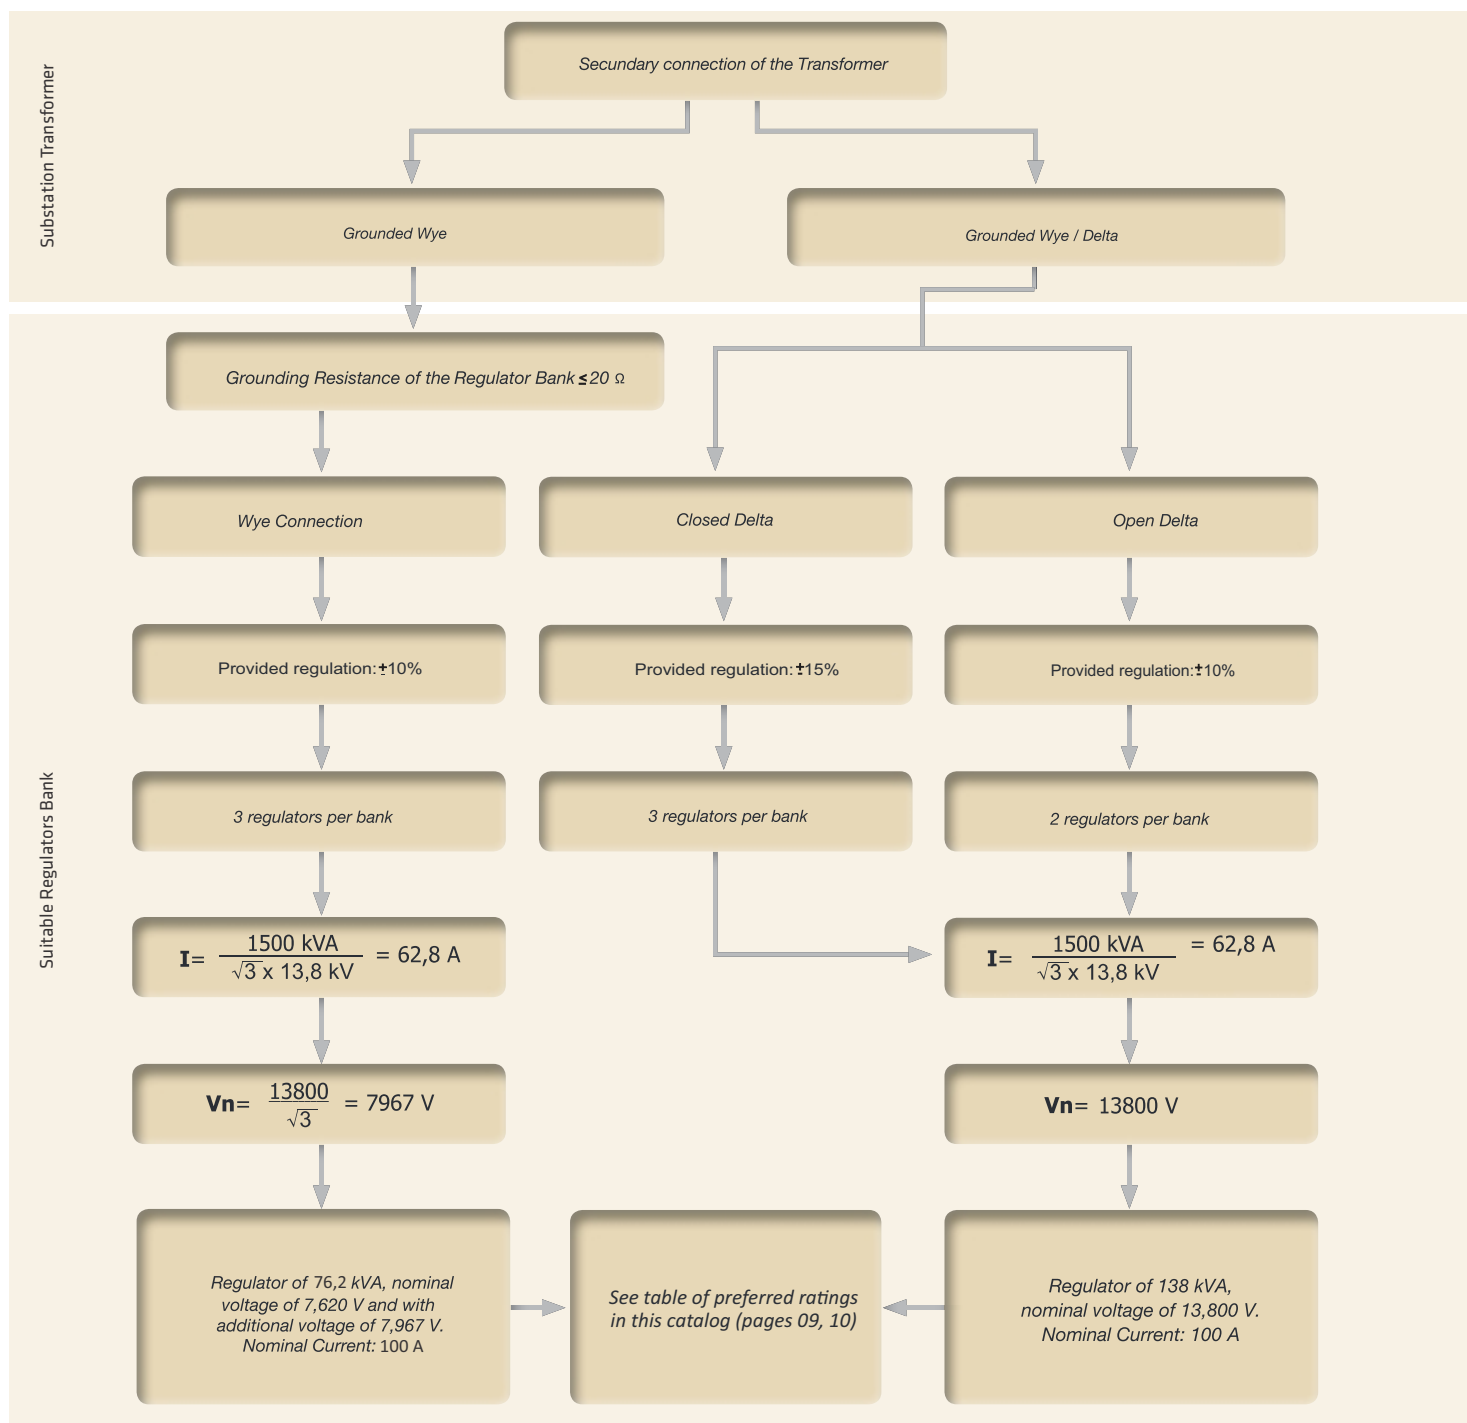 Substation Transformer
Secundary connection of the Transformer
Grounded Wye
Grounded Wye / Delta
Suitable Regulators Bank
Grounding Resistance of the Regulator Bank ≤ 20 Ω
Wye Connection
Closed Delta
Open Delta
Provided regulation: ±10%
Provided regulation: ±15%
Provided regulation: ±10%
3 regulators per bank
3 regulators per bank
2 regulators per bank
I= 1500 kVA / √3 x 13,8 kV = 62,8 A
I= 1500 kVA / √3 x 13,8 kV = 62,8 A
Vn= 13800 / √3 = 7967 V
Vn= 13800 V
Regulator of 76,2 kVA, nominal
voltage of 7,620 V and with
additional voltage of 7,967 V.
Nominal Current: 100 A
See table of preferred ratings
in this catalog (pages 09, 10)
Regulator of 138 kVA,
nominal voltage of 13,800 V.
Nominal Current: 100 A